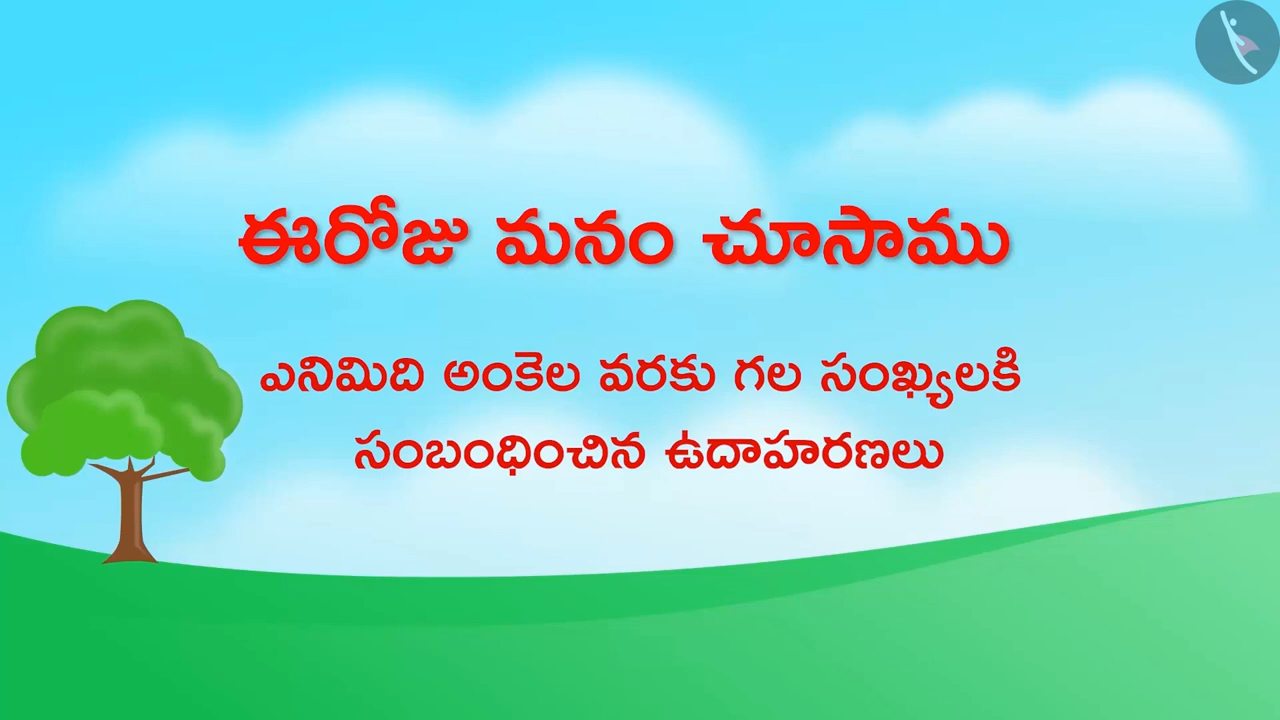 ఈరోజు మనం చూసాము
ఎనిమిది అంకెల వరకు గల సంఖ్యలకి
సంబంధించిన ఉదాహరణలు